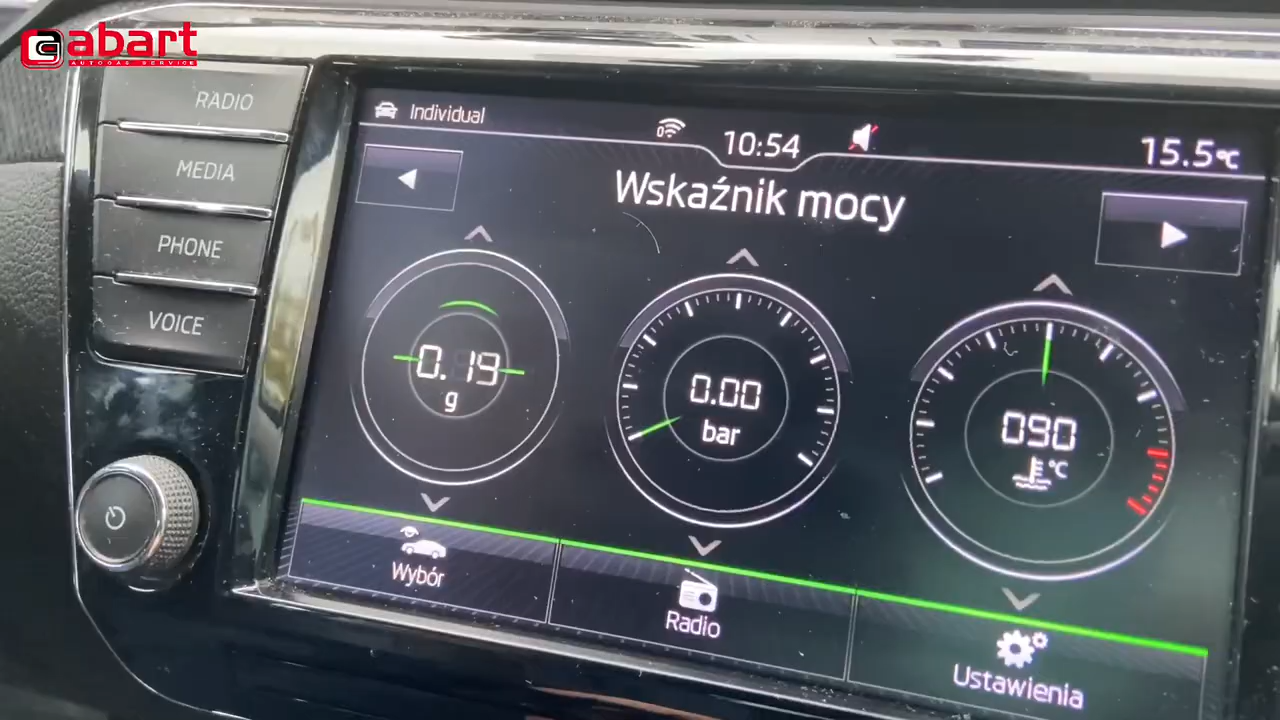 abart
AUTOGAS SERVICE
RADIO
MEDIA
PHONE
VOICE
Individual
10:54
15.5°C
Wskaźnik mocy
0.19
g
0.00
bar
090
°C
Wybór
Radio
Ustawienia